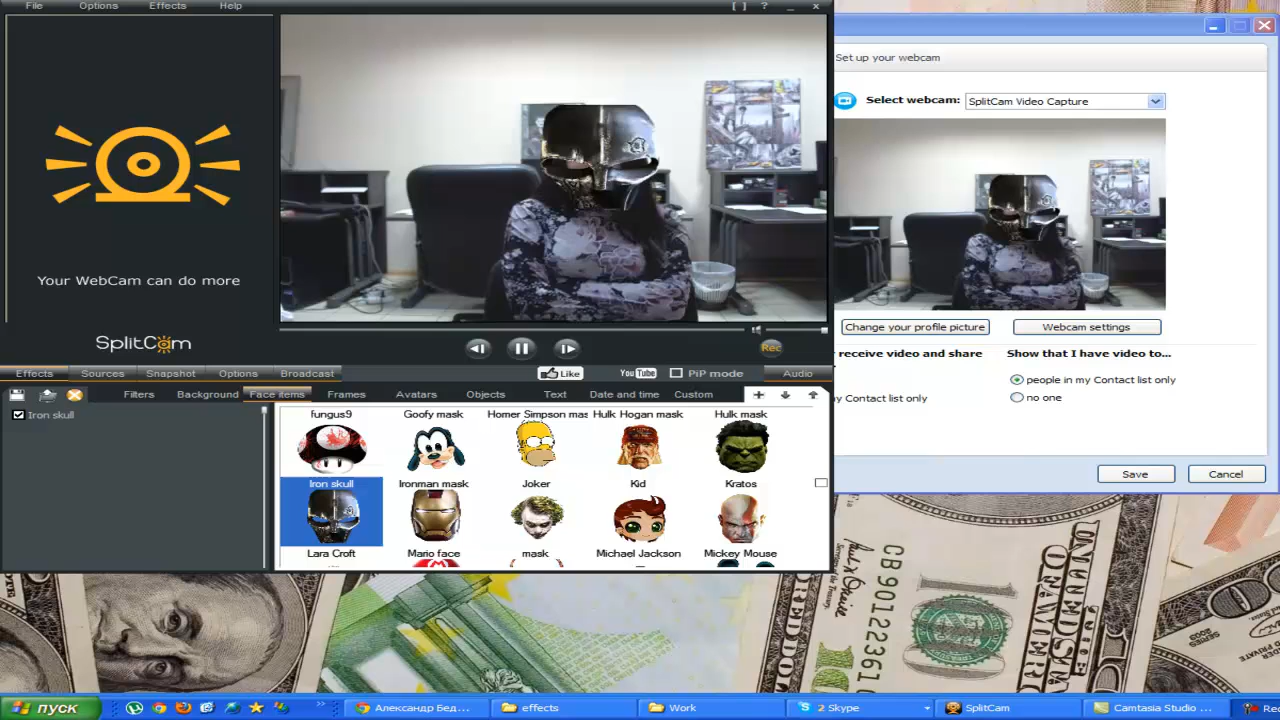 File Options Effects Help
[ ] ? _ x
Your WebCam can do more
SplitCam
Rec
Effects Sources Snapshot Options Broadcast
Like
You Tube
PiP mode
Audio
Filters Background Face items Frames Avatars Objects Text Date and time Custom
Iron skull
fungus9 Goofy mask Homer Simpson mas Hulk Hogan mask Hulk mask
Iron skull Ironman mask Joker Kid Kratos
Lara Croft Mario face mask Michael Jackson Mickey Mouse
Set up your webcam
Select webcam: SplitCam Video Capture
Change your profile picture Webcam settings
receive video and share Show that I have video to...
people in my Contact list only
y Contact list only
no one
Save Cancel
CB90122361
пуск
Александр Бед...
effects
Work
2 Skype
SplitCam
Camtasia Studio ...
Rec